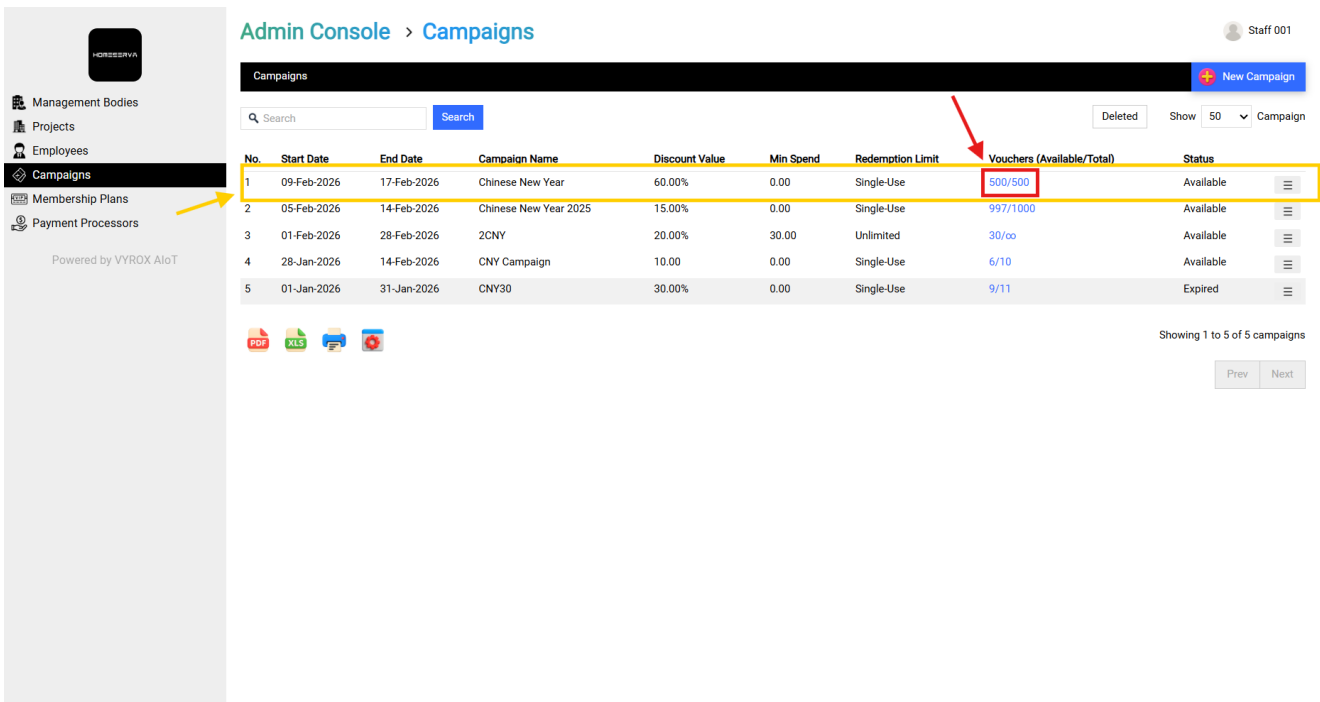 HOMESERVA
Admin Console > Campaigns
Staff 001
Management Bodies
Projects
Employees
Campaigns
Membership Plans
Payment Processors
Powered by VYROX AIoT
Campaigns
New Campaign
Search
Search
Deleted
Show 50 Campaign
No. Start Date End Date Campaign Name Discount Value Min Spend Redemption Limit Vouchers (Available/Total) Status
1 09-Feb-2026 17-Feb-2026 Chinese New Year 60.00% 0.00 Single-Use 500/500 Available
2 05-Feb-2026 14-Feb-2026 Chinese New Year 2025 15.00% 0.00 Single-Use 997/1000 Available
3 01-Feb-2026 28-Feb-2026 2CNY 20.00% 30.00 Unlimited 30/∞ Available
4 28-Jan-2026 14-Feb-2026 CNY Campaign 10.00 0.00 Single-Use 6/10 Available
5 01-Jan-2026 31-Jan-2026 CNY30 30.00% 0.00 Single-Use 9/11 Expired
PDF
XLS
Showing 1 to 5 of 5 campaigns
Prev
Next